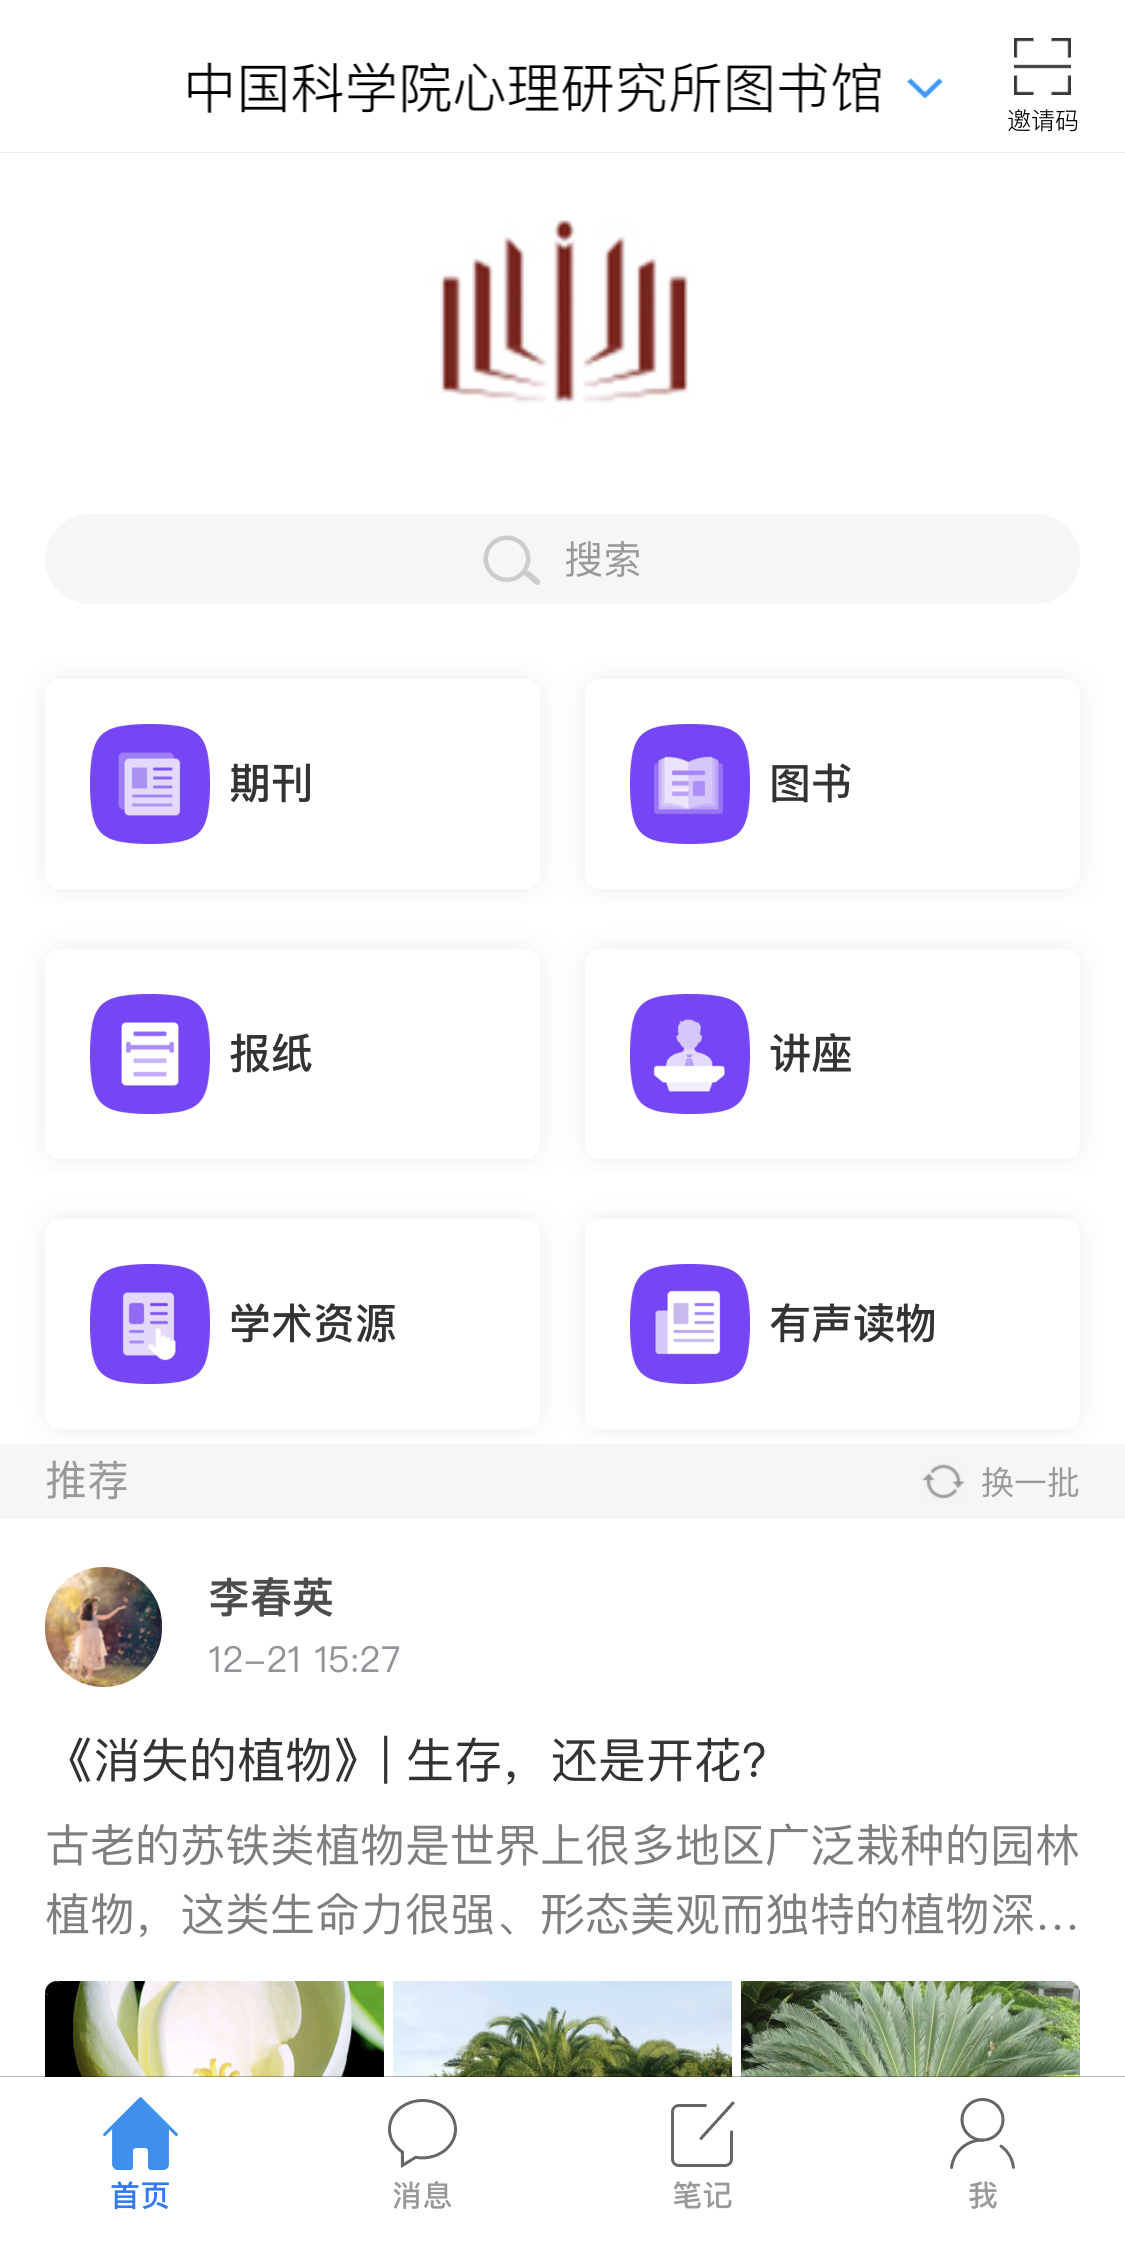 中国科学院心理研究所图书馆
邀请码
搜索
期刊
图书
报纸
讲座
学术资源
有声读物
推荐
换一批
李春英
12-21 15:27
《消失的植物》| 生存，还是开花?
古老的苏铁类植物是世界上很多地区广泛栽种的园林
植物，这类生命力很强、形态美观而独特的植物深...
首页
消息
笔记
我